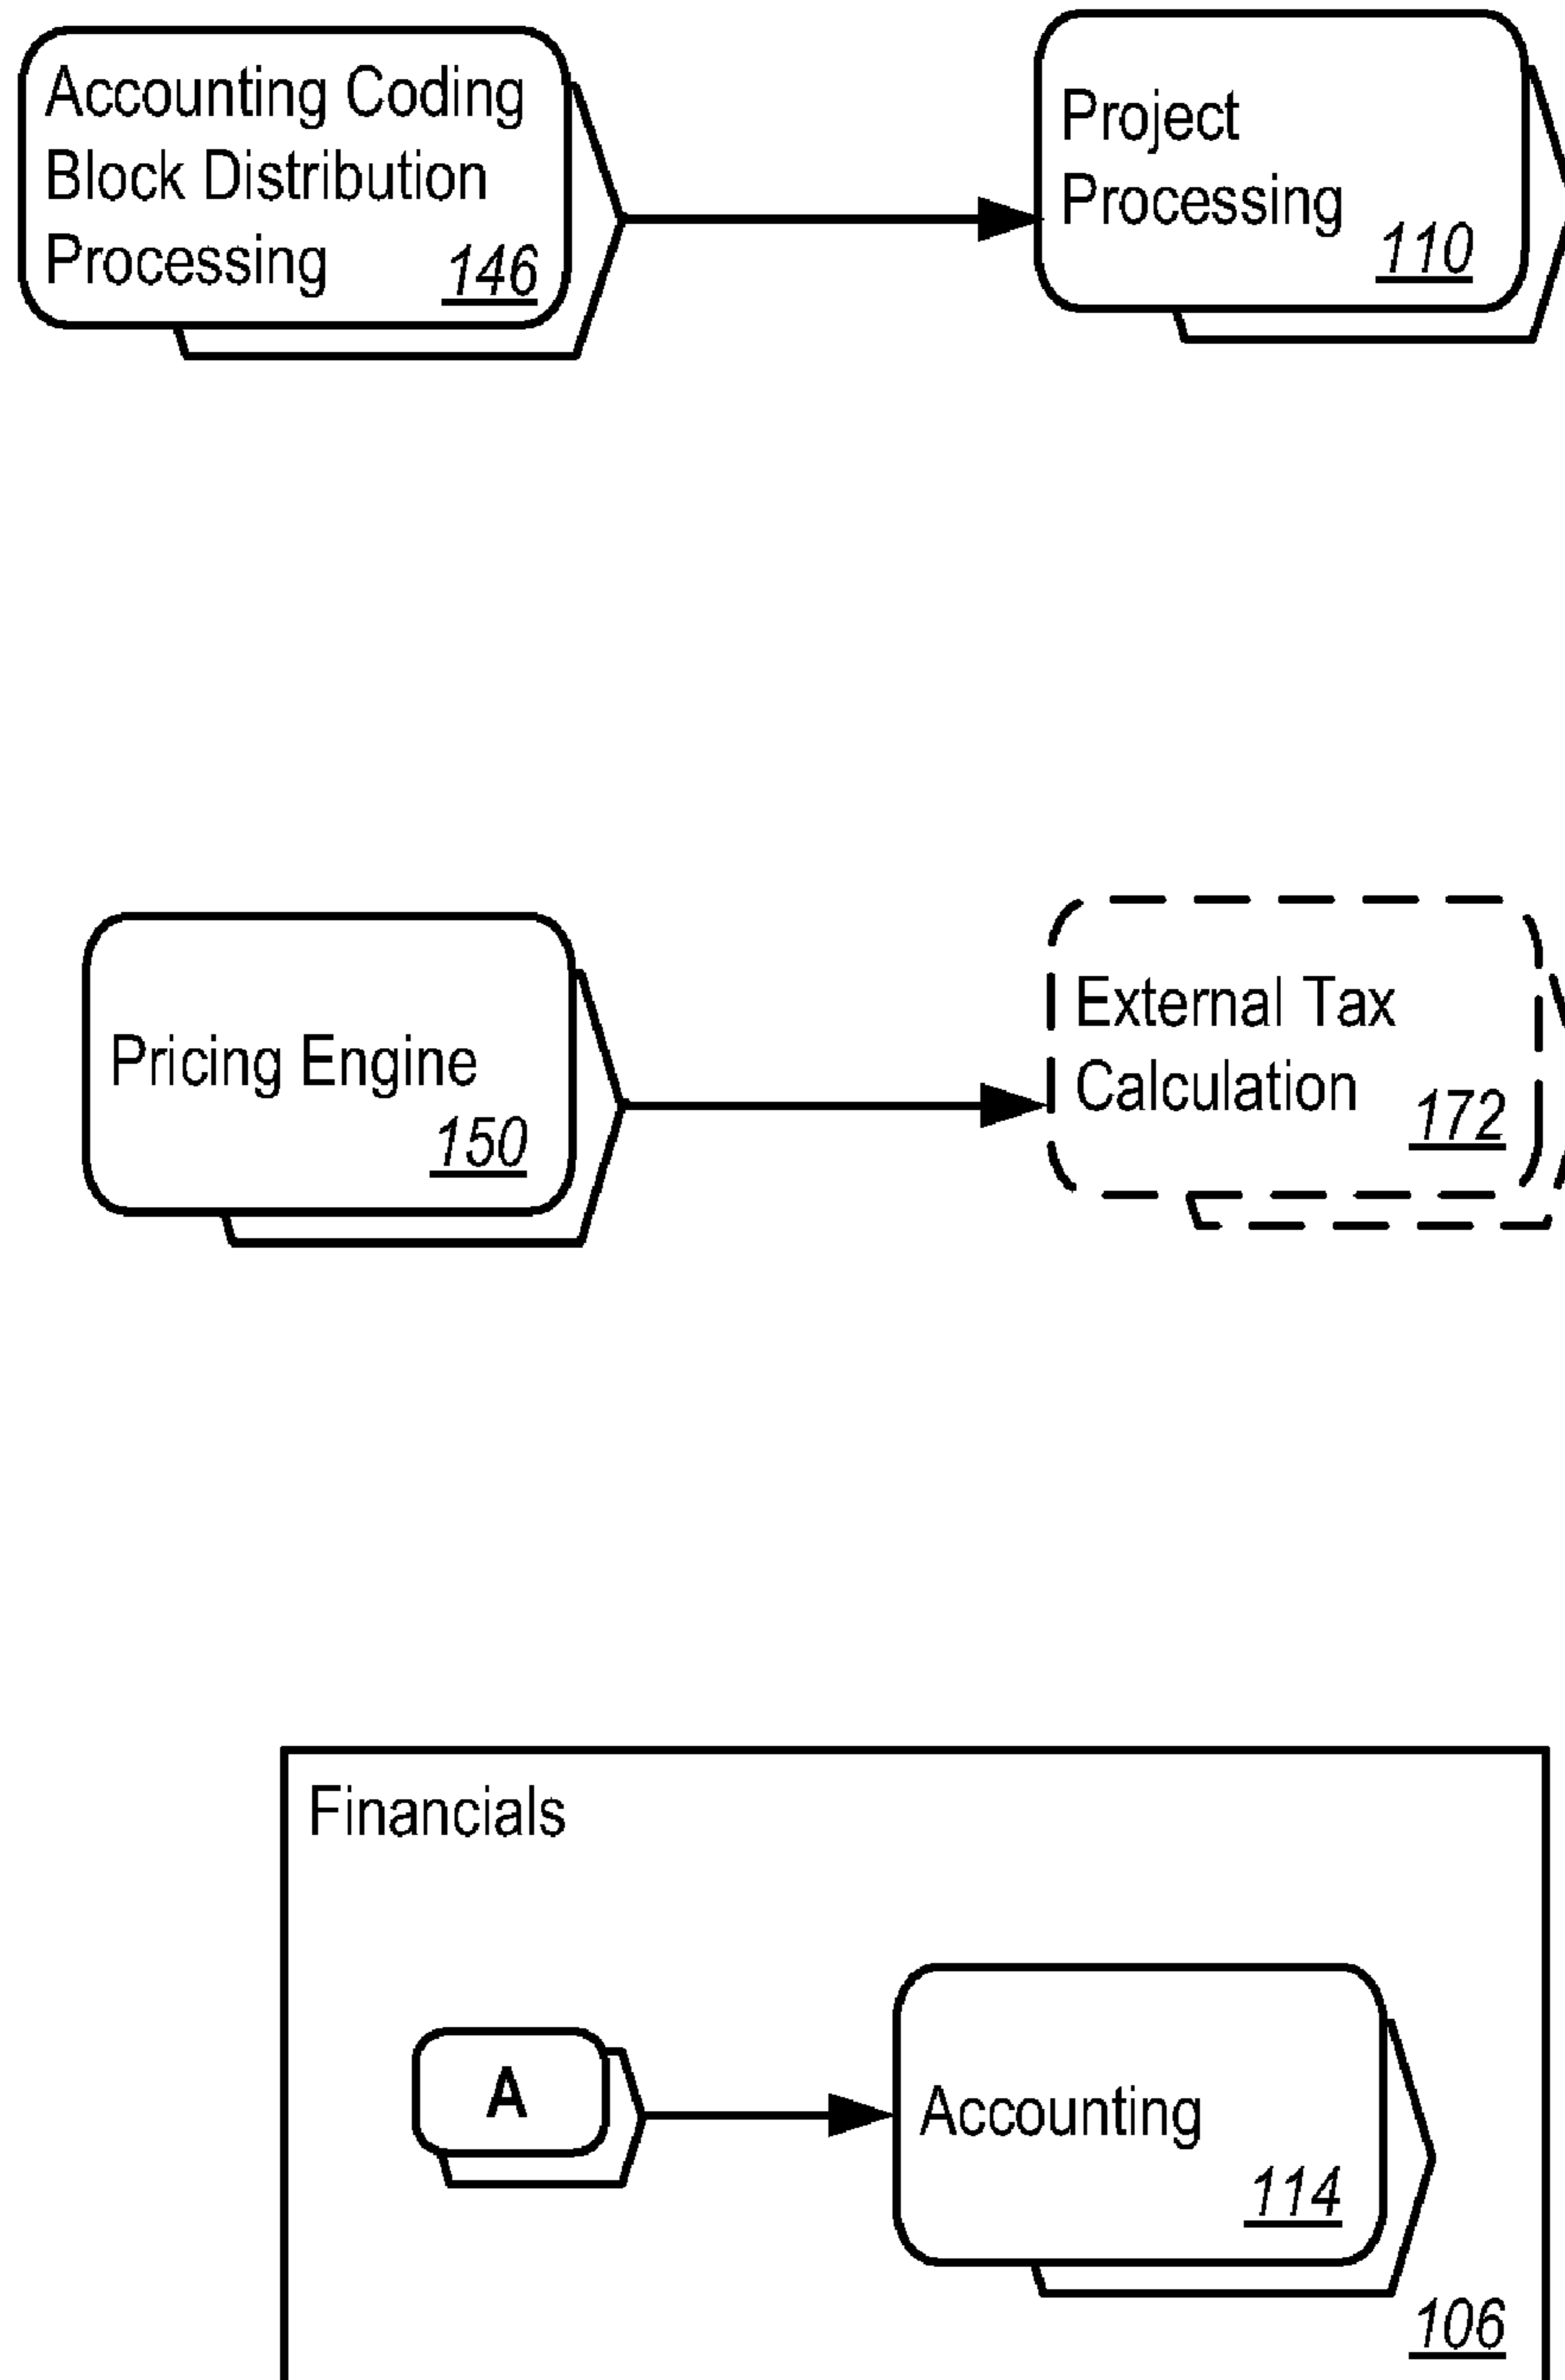 Accounting Coding
Block Distribution
Processing
146
Project
Processing
110
Pricing Engine
150
External Tax
Calculation
172
Financials
A
Accounting
114
106